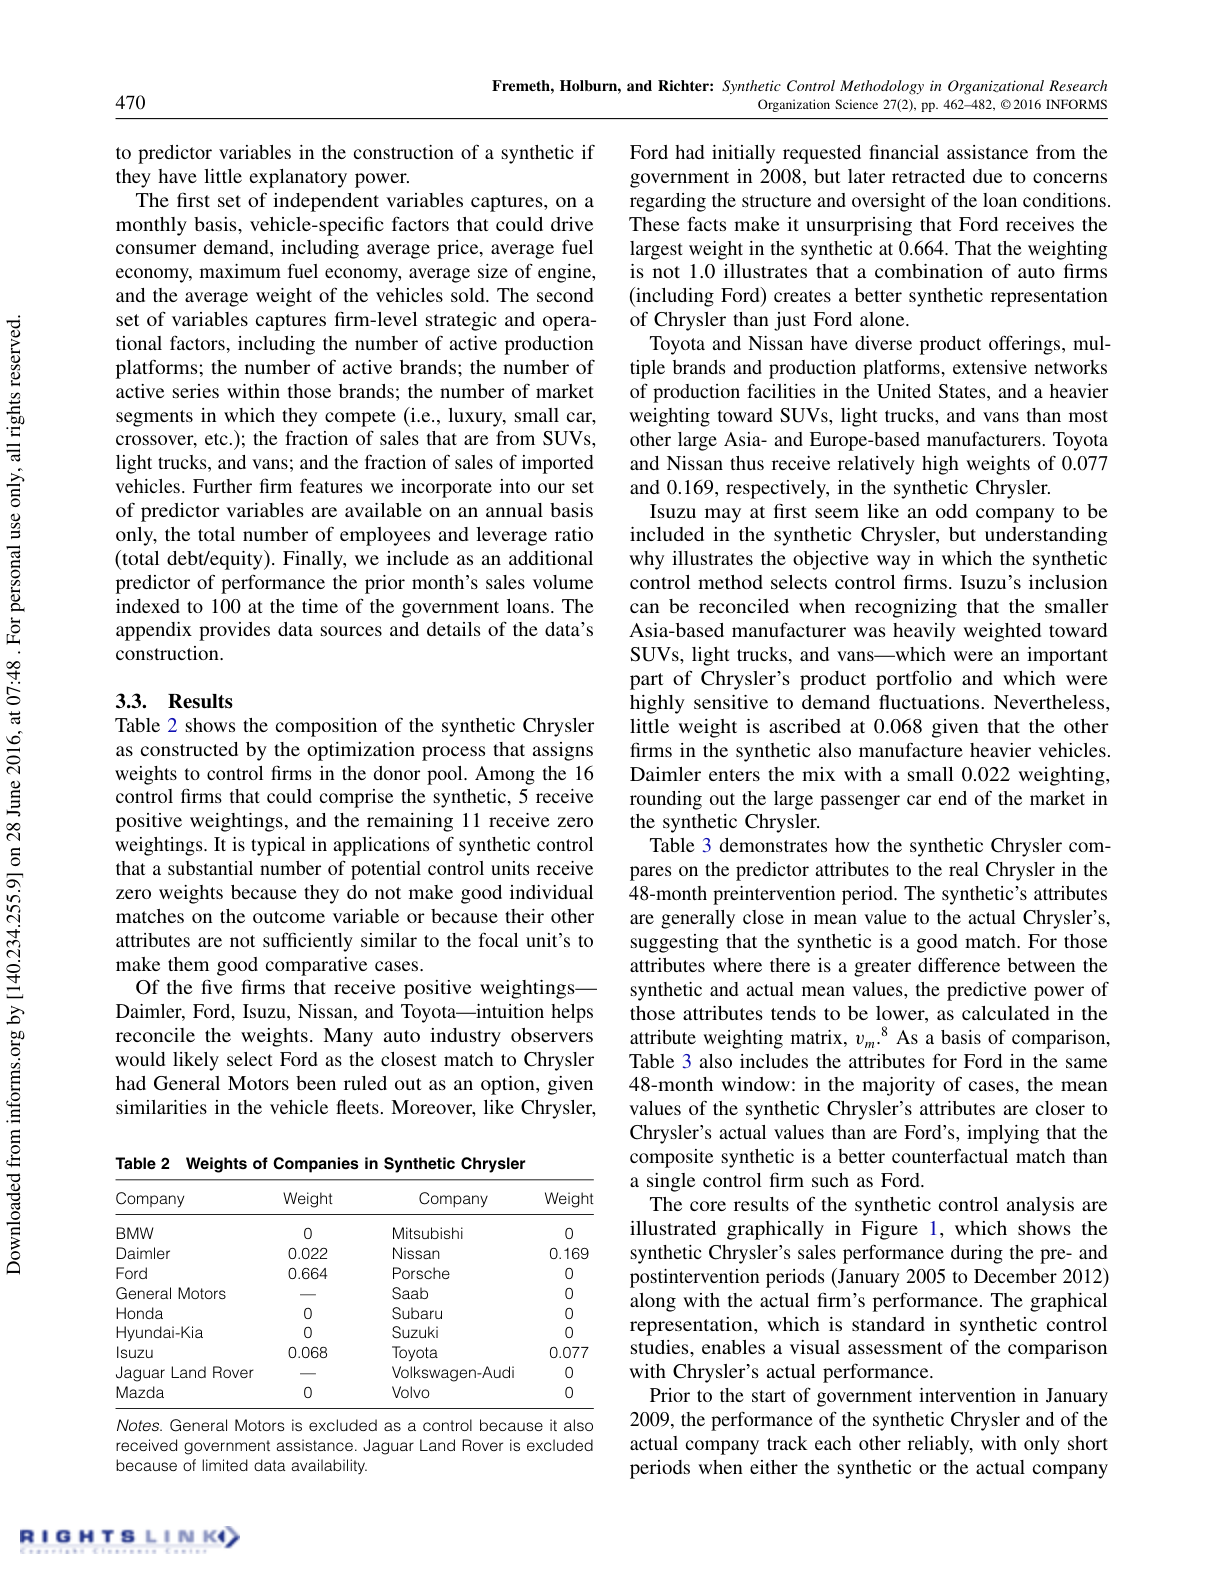 Fremeth, Holburn, and Richter: Synthetic Control Methodology in Organizational Research
470
Organization Science 27(2), pp. 462–482, © 2016 INFORMS
to predictor variables in the construction of a synthetic if
they have little explanatory power.
The first set of independent variables captures, on a
monthly basis, vehicle-specific factors that could drive
consumer demand, including average price, average fuel
economy, maximum fuel economy, average size of engine,
and the average weight of the vehicles sold. The second
set of variables captures firm-level strategic and opera-
tional factors, including the number of active production
platforms; the number of active brands; the number of
active series within those brands; the number of market
segments in which they compete (i.e., luxury, small car,
crossover, etc.); the fraction of sales that are from SUVs,
light trucks, and vans; and the fraction of sales of imported
vehicles. Further firm features we incorporate into our set
of predictor variables are available on an annual basis
only, the total number of employees and leverage ratio
(total debt/equity). Finally, we include as an additional
predictor of performance the prior month's sales volume
indexed to 100 at the time of the government loans. The
appendix provides data sources and details of the data's
construction.
3.3. Results
Table 2 shows the composition of the synthetic Chrysler
as constructed by the optimization process that assigns
weights to control firms in the donor pool. Among the 16
control firms that could comprise the synthetic, 5 receive
positive weightings, and the remaining 11 receive zero
weightings. It is typical in applications of synthetic control
that a substantial number of potential control units receive
zero weights because they do not make good individual
matches on the outcome variable or because their other
attributes are not sufficiently similar to the focal unit's to
make them good comparative cases.
Of the five firms that receive positive weightings—
Daimler, Ford, Isuzu, Nissan, and Toyota—intuition helps
reconcile the weights. Many auto industry observers
would likely select Ford as the closest match to Chrysler
had General Motors been ruled out as an option, given
similarities in the vehicle fleets. Moreover, like Chrysler,
Table 2 Weights of Companies in Synthetic Chrysler
Company Weight Company Weight
BMW 0 Mitsubishi 0
Daimler 0.022 Nissan 0.169
Ford 0.664 Porsche 0
General Motors — Saab 0
Honda 0 Subaru 0
Hyundai-Kia 0 Suzuki 0
Isuzu 0.068 Toyota 0.077
Jaguar Land Rover — Volkswagen-Audi 0
Mazda 0 Volvo 0
Notes. General Motors is excluded as a control because it also
received government assistance. Jaguar Land Rover is excluded
because of limited data availability.
Ford had initially requested financial assistance from the
government in 2008, but later retracted due to concerns
regarding the structure and oversight of the loan conditions.
These facts make it unsurprising that Ford receives the
largest weight in the synthetic at 0.664. That the weighting
is not 1.0 illustrates that a combination of auto firms
(including Ford) creates a better synthetic representation
of Chrysler than just Ford alone.
Toyota and Nissan have diverse product offerings, mul-
tiple brands and production platforms, extensive networks
of production facilities in the United States, and a heavier
weighting toward SUVs, light trucks, and vans than most
other large Asia- and Europe-based manufacturers. Toyota
and Nissan thus receive relatively high weights of 0.077
and 0.169, respectively, in the synthetic Chrysler.
Isuzu may at first seem like an odd company to be
included in the synthetic Chrysler, but understanding
why illustrates the objective way in which the synthetic
control method selects control firms. Isuzu's inclusion
can be reconciled when recognizing that the smaller
Asia-based manufacturer was heavily weighted toward
SUVs, light trucks, and vans—which were an important
part of Chrysler's product portfolio and which were
highly sensitive to demand fluctuations. Nevertheless,
little weight is ascribed at 0.068 given that the other
firms in the synthetic also manufacture heavier vehicles.
Daimler enters the mix with a small 0.022 weighting,
rounding out the large passenger car end of the market in
the synthetic Chrysler.
Table 3 demonstrates how the synthetic Chrysler com-
pares on the predictor attributes to the real Chrysler in the
48-month preintervention period. The synthetic's attributes
are generally close in mean value to the actual Chrysler's,
suggesting that the synthetic is a good match. For those
attributes where there is a greater difference between the
synthetic and actual mean values, the predictive power of
those attributes tends to be lower, as calculated in the
attribute weighting matrix, vm.8 As a basis of comparison,
Table 3 also includes the attributes for Ford in the same
48-month window: in the majority of cases, the mean
values of the synthetic Chrysler's attributes are closer to
Chrysler's actual values than are Ford's, implying that the
composite synthetic is a better counterfactual match than
a single control firm such as Ford.
The core results of the synthetic control analysis are
illustrated graphically in Figure 1, which shows the
synthetic Chrysler's sales performance during the pre- and
postintervention periods (January 2005 to December 2012)
along with the actual firm's performance. The graphical
representation, which is standard in synthetic control
studies, enables a visual assessment of the comparison
with Chrysler's actual performance.
Prior to the start of government intervention in January
2009, the performance of the synthetic Chrysler and of the
actual company track each other reliably, with only short
periods when either the synthetic or the actual company
Downloaded from informs.org by [140.234.255.9] on 28 June 2016, at 07:48 . For personal use only, all rights reserved.
RIGHTSLINK
Copyright Clearance Center